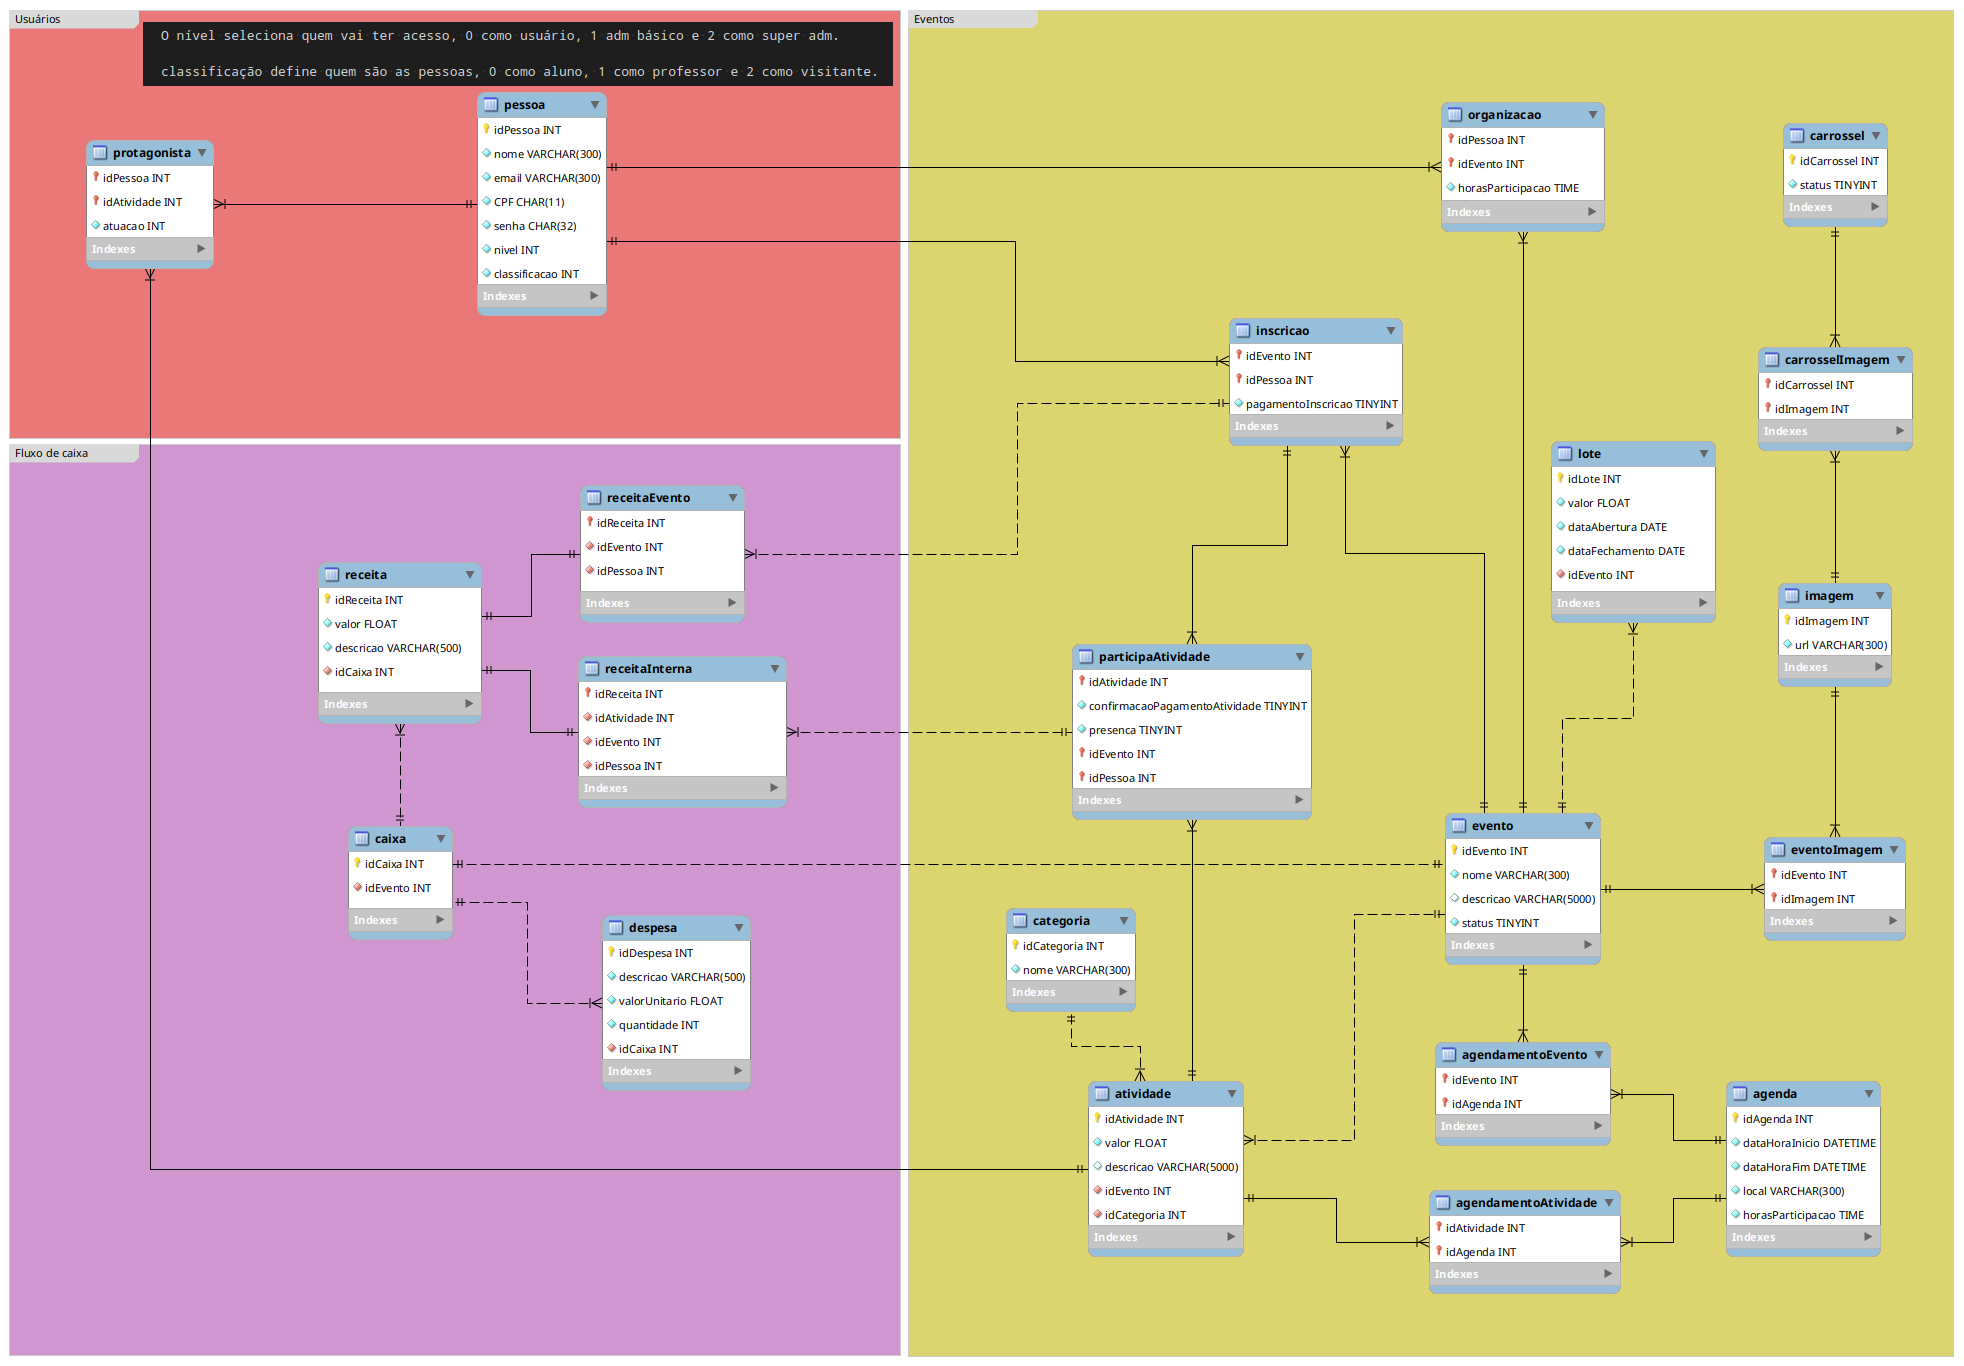 Usuários
O nível seleciona quem vai ter acesso, 0 como usuário, 1 adm básico e 2 como super adm.
classificação define quem são as pessoas, 0 como aluno, 1 como professor e 2 como visitante.
pessoa
idPessoa INT
nome VARCHAR(300)
email VARCHAR(300)
CPF CHAR(11)
senha CHAR(32)
nivel INT
classificacao INT
Indexes
protagonista
idPessoa INT
idAtividade INT
atuacao INT
Indexes
Fluxo de caixa
receitaEvento
idReceita INT
idEvento INT
idPessoa INT
Indexes
receita
idReceita INT
valor FLOAT
descricao VARCHAR(500)
idCaixa INT
Indexes
receitaInterna
idReceita INT
idAtividade INT
idEvento INT
idPessoa INT
Indexes
caixa
idCaixa INT
idEvento INT
Indexes
despesa
idDespesa INT
descricao VARCHAR(500)
valorUnitario FLOAT
quantidade INT
idCaixa INT
Indexes
Eventos
organizacao
idPessoa INT
idEvento INT
horasParticipacao TIME
Indexes
carrossel
idCarrossel INT
status TINYINT
Indexes
inscricao
idEvento INT
idPessoa INT
pagamentoInscricao TINYINT
Indexes
carrosselImagem
idCarrossel INT
idImagem INT
Indexes
lote
idLote INT
valor FLOAT
dataAbertura DATE
dataFechamento DATE
idEvento INT
Indexes
imagem
idImagem INT
url VARCHAR(300)
Indexes
participaAtividade
idAtividade INT
confirmacaoPagamentoAtividade TINYINT
presenca TINYINT
idEvento INT
idPessoa INT
Indexes
evento
idEvento INT
nome VARCHAR(300)
descricao VARCHAR(5000)
status TINYINT
Indexes
eventoImagem
idEvento INT
idImagem INT
Indexes
categoria
idCategoria INT
nome VARCHAR(300)
Indexes
agendamentoEvento
idEvento INT
idAgenda INT
Indexes
atividade
idAtividade INT
valor FLOAT
descricao VARCHAR(5000)
idEvento INT
idCategoria INT
Indexes
agenda
idAgenda INT
dataHoraInicio DATETIME
dataHoraFim DATETIME
local VARCHAR(300)
horasParticipacao TIME
Indexes
agendamentoAtividade
idAtividade INT
idAgenda INT
Indexes